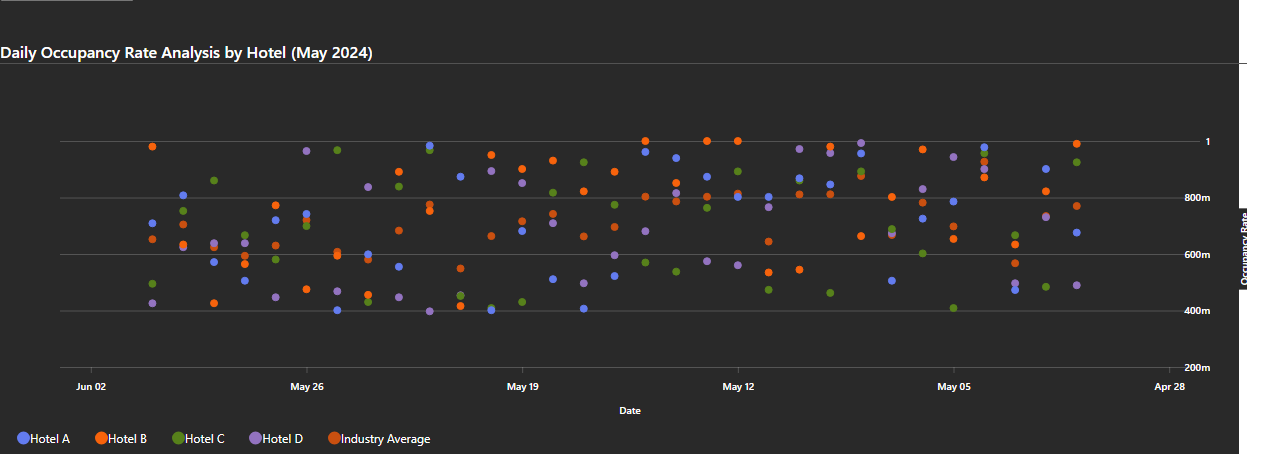 Daily Occupancy Rate Analysis by Hotel (May 2024)
1
800m
600m
400m
200m
Occupancy Rate
Jun 02 May 26 May 19 May 12 May 05 Apr 28
Date
Hotel A Hotel B Hotel C Hotel D Industry Average